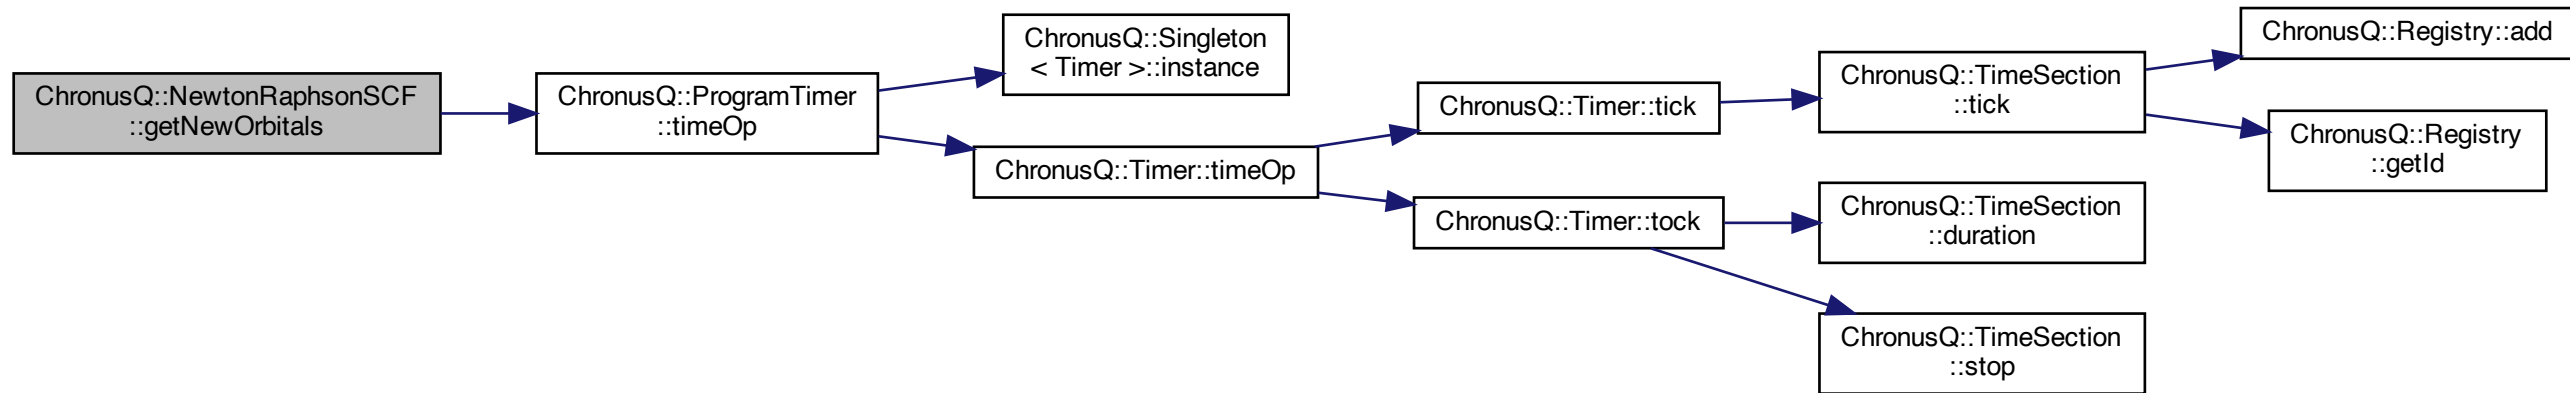 ChronusQ::NewtonRaphsonSCF
::getNewOrbitals
ChronusQ::ProgramTimer
::timeOp
ChronusQ::Singleton
< Timer >::instance
ChronusQ::Timer::timeOp
ChronusQ::Timer::tick
ChronusQ::Timer::tock
ChronusQ::TimeSection
::tick
ChronusQ::TimeSection
::duration
ChronusQ::TimeSection
::stop
ChronusQ::Registry::add
ChronusQ::Registry
::getId